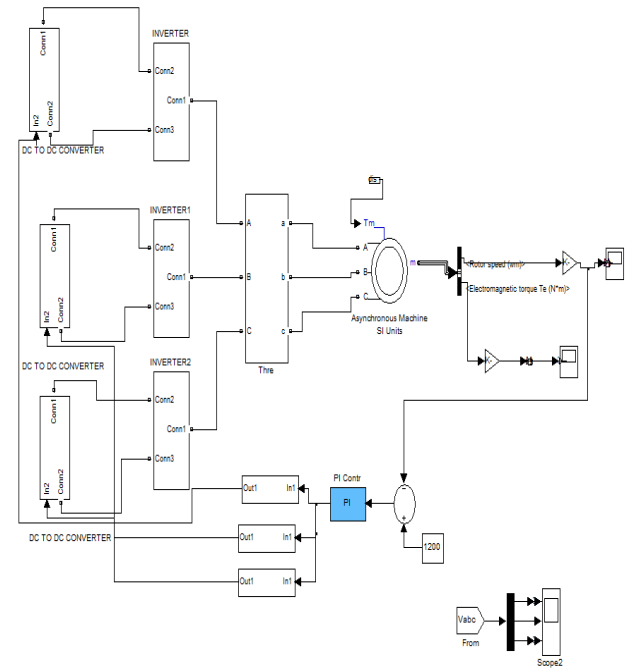 INVERTER
Conn1
Conn2
In2
Conn2
Conn1
Conn3
DC TO DC CONVERTER
INVERTER1
Conn1
Conn2
In2
Conn2
Conn1
Conn3
DC TO DC CONVERTER
INVERTER2
Conn1
Conn2
In2
Conn2
Conn1
Conn3
DC TO DC CONVERTER
A
B
C
a
b
c
Thre
dis
Tm
A
B
C
m
Asynchronous Machine
SI Units
<Rotor speed (wm)>
<Electromagnetic torque Te (N*m)>
K-
K-
PI Contr
PI
-
+
1200
Out1
In1
Out1
In1
Out1
In1
Vabc
From
Scope2